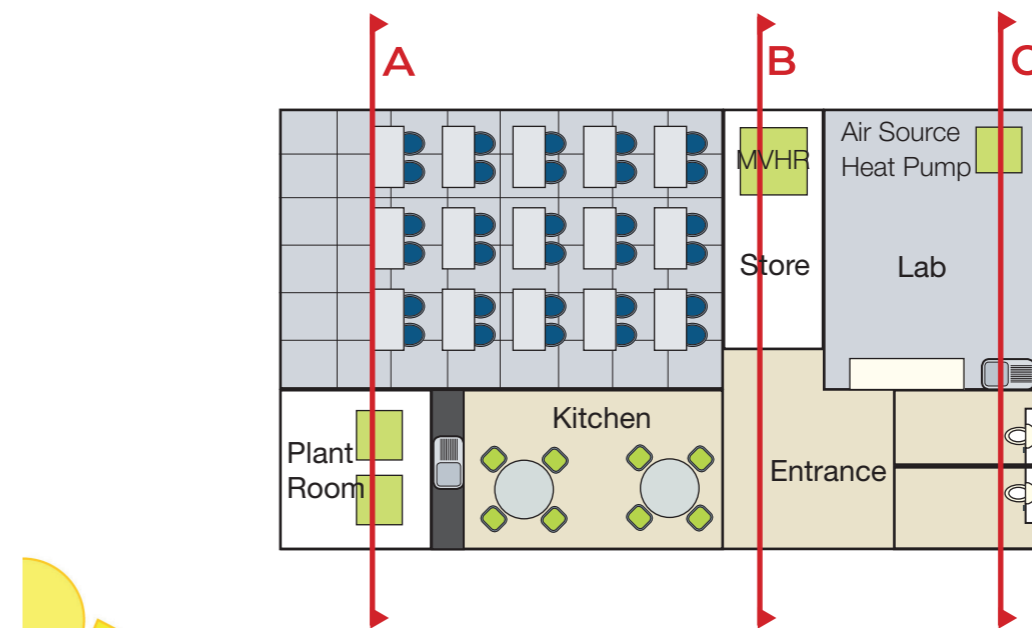 A
B
C
Air Source
Heat Pump
MVHR
Store
Lab
Kitchen
Plant
Room
Entrance